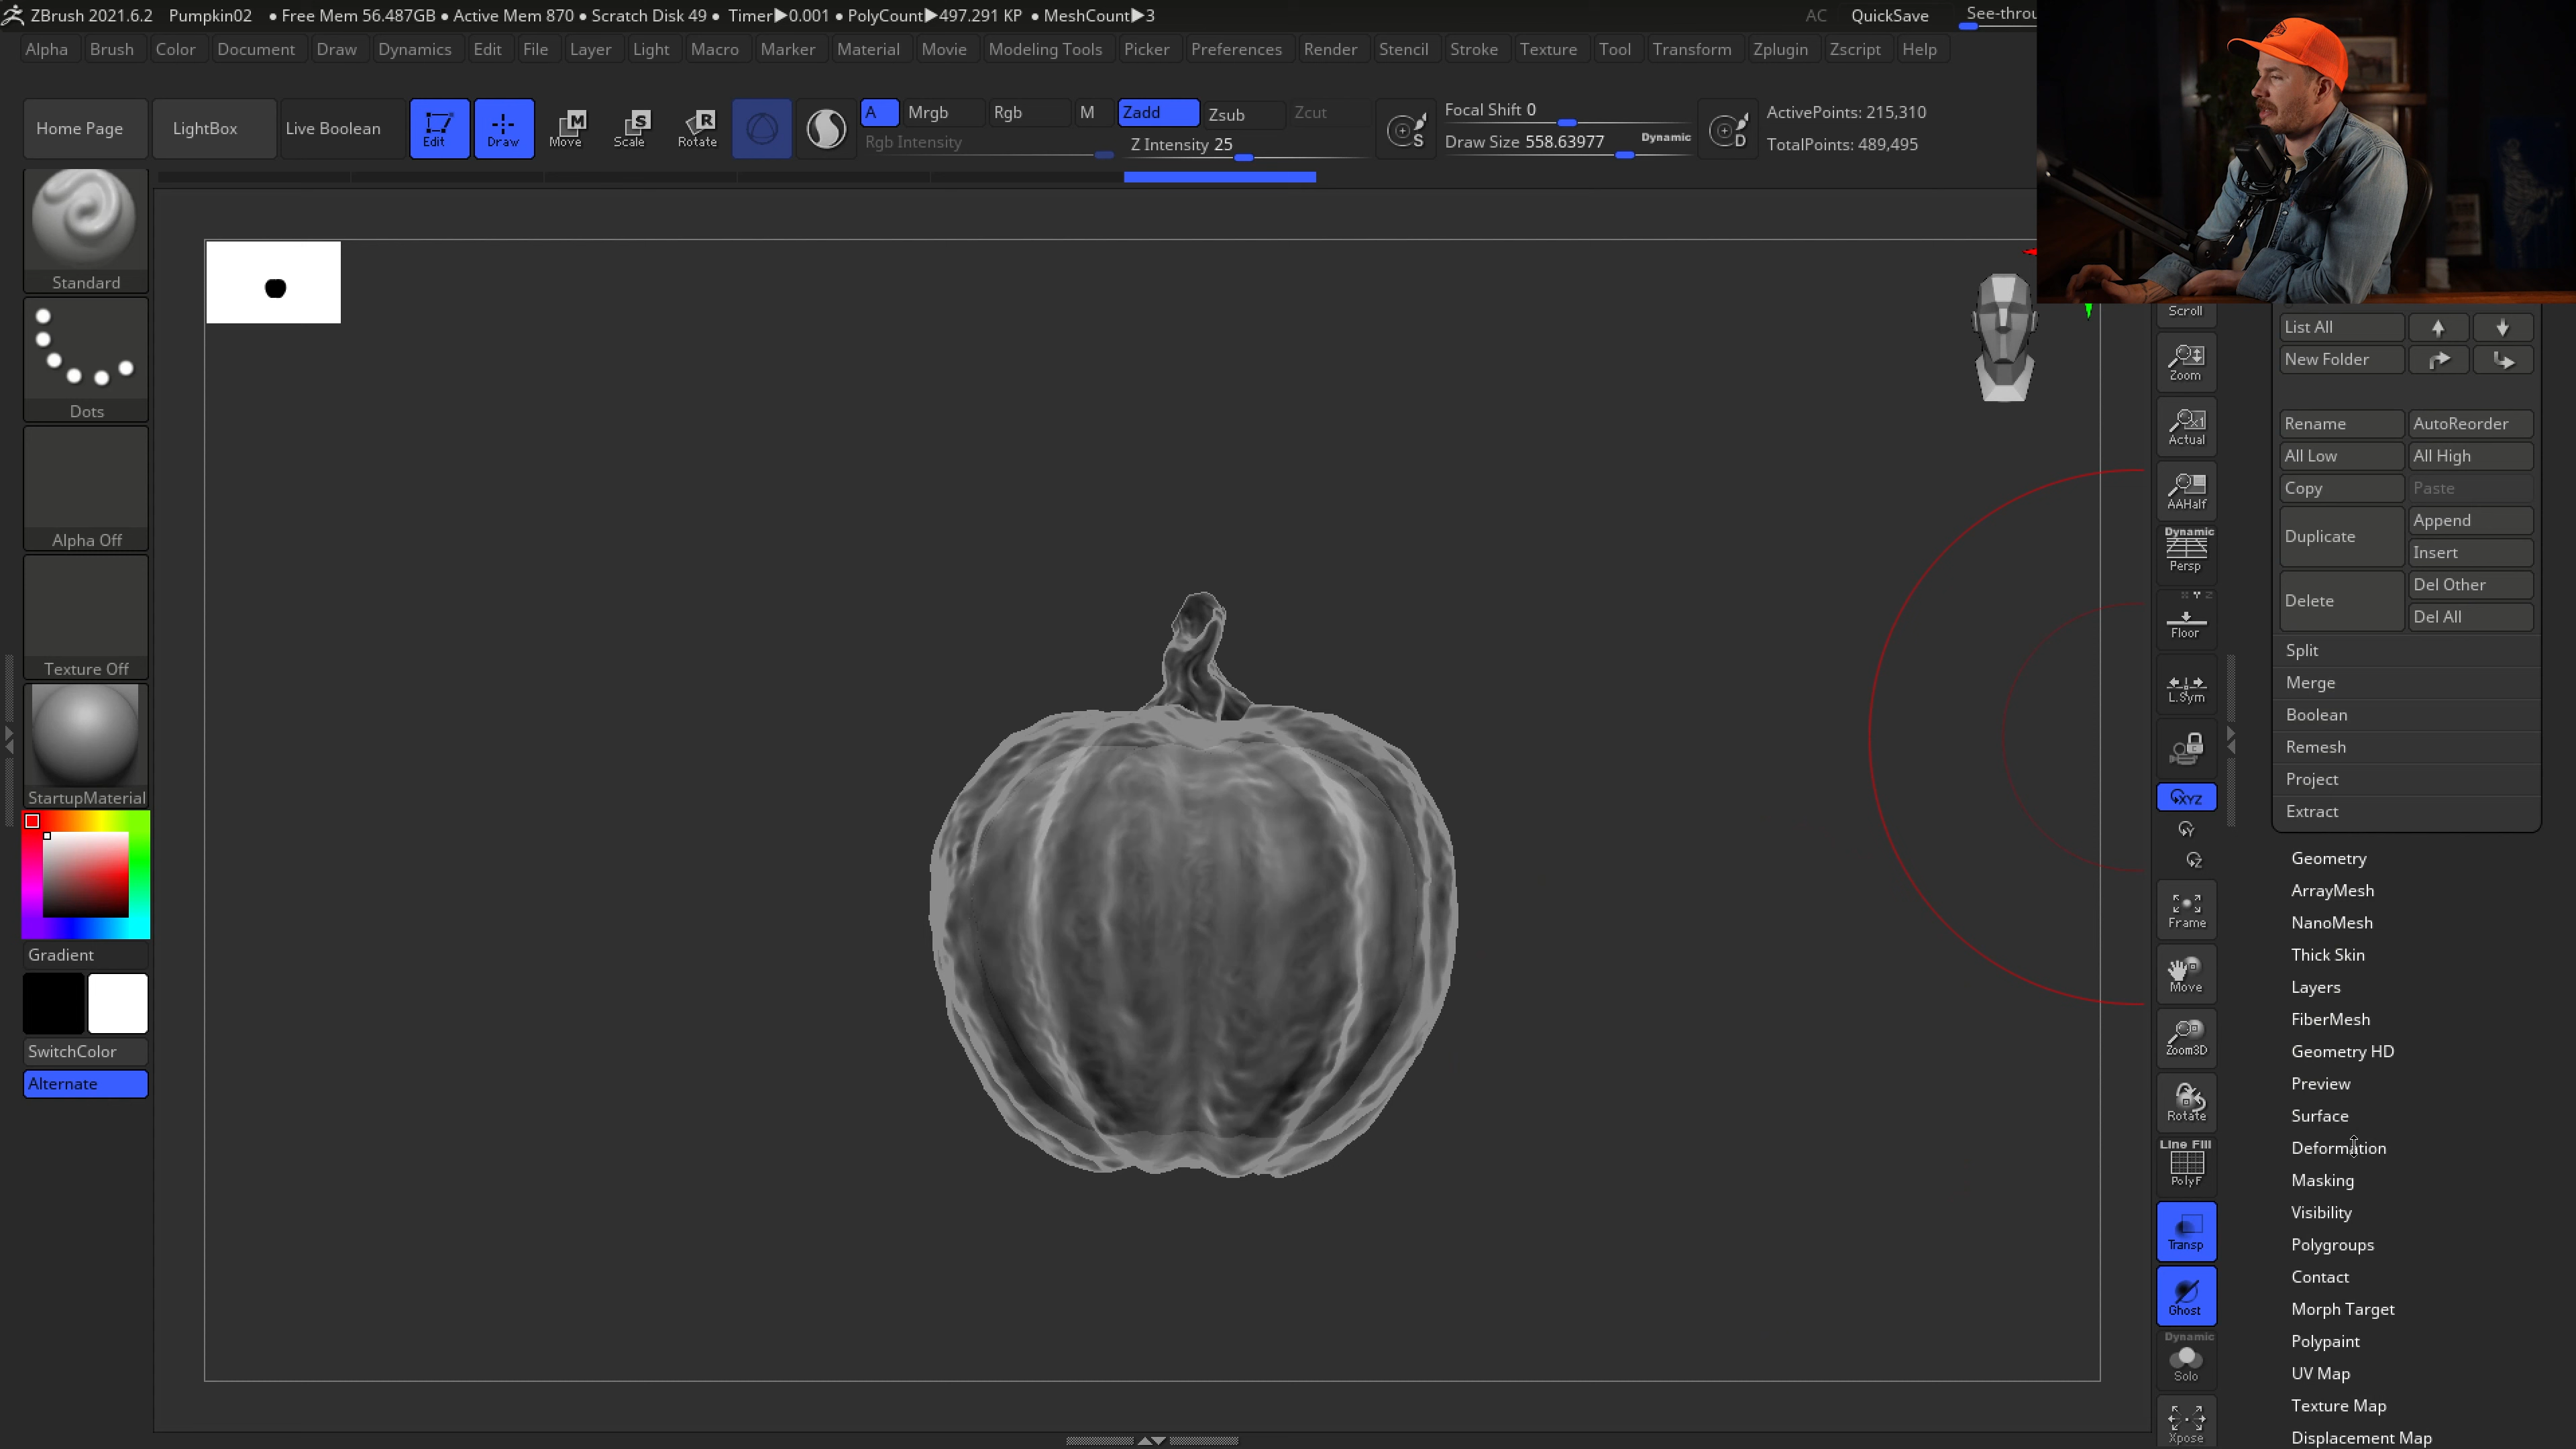 ZBrush 2021.6.2 Pumpkin02 ● Free Mem 56.487GB ● Active Mem 870 ● Scratch Disk 49 ● Timer▶0.001 ● PolyCount▶497.291 KP ● MeshCount▶3 AC QuickSave See-throu
Alpha Brush Color Document Draw Dynamics Edit File Layer Light Macro Marker Material Movie Modeling Tools Picker Preferences Render Stencil Stroke Texture Tool Transform Zplugin Zscript Help
Home Page LightBox Live Boolean Edit Draw Move Scale Rotate
M S R
A Mrgb Rgb M Zadd Zsub Zcut
Rgb Intensity Z Intensity 25
S Focal Shift 0
Draw Size 558.63977 Dynamic D
ActivePoints: 215,310
TotalPoints: 489,495
Standard
Dots
Alpha Off
Texture Off
StartupMaterial
Gradient
SwitchColor
Alternate
Scroll
Zoom
x1
Actual
AAHalf
Dynamic
Persp
X Y Z
Floor
L.Sym
XYZ
Y
Z
Frame
Move
Zoom3D
Rotate
Line Fill
PolyF
Transp
Ghost
Dynamic
Solo
Xpose
List All
New Folder
Rename AutoReorder
All Low All High
Copy Paste
Duplicate Append
Insert
Delete Del Other
Del All
Split
Merge
Boolean
Remesh
Project
Extract
Geometry
ArrayMesh
NanoMesh
Thick Skin
Layers
FiberMesh
Geometry HD
Preview
Surface
Deformation
Masking
Visibility
Polygroups
Contact
Morph Target
Polypaint
UV Map
Texture Map
Displacement Map